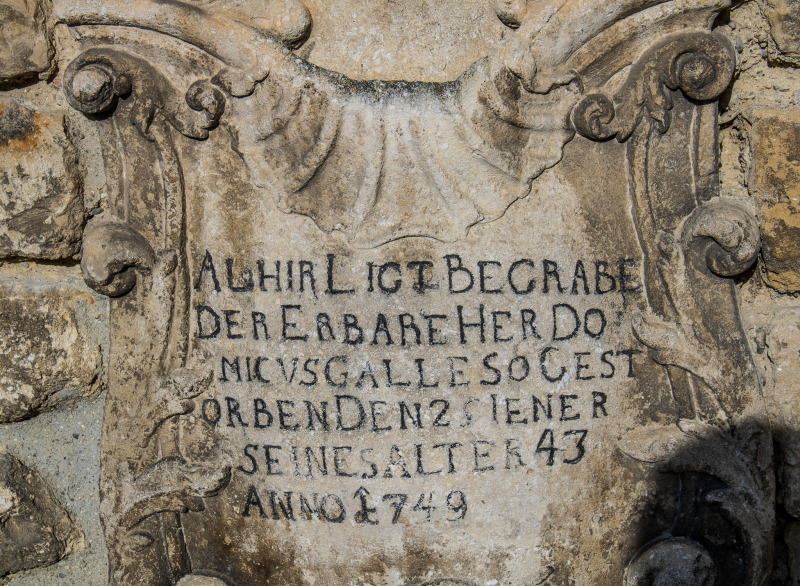 ALHIR LIGT BEGRABE
DER ERBARE HER DO
MICVS GALLE SO GEST
ORBEN DEN 2 SIENER
SEINES ALTER 43
ANNO 1749